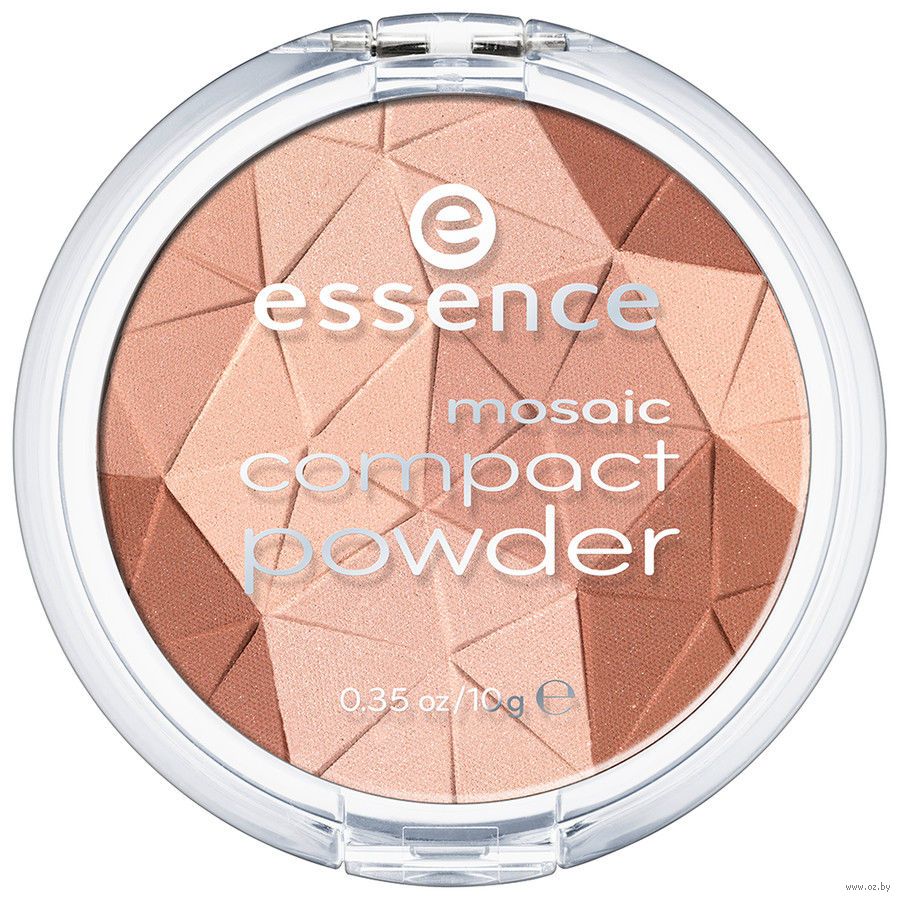 e
essence
mosaic
compact
powder
0.35 oz/10g ℮
www.oz.by